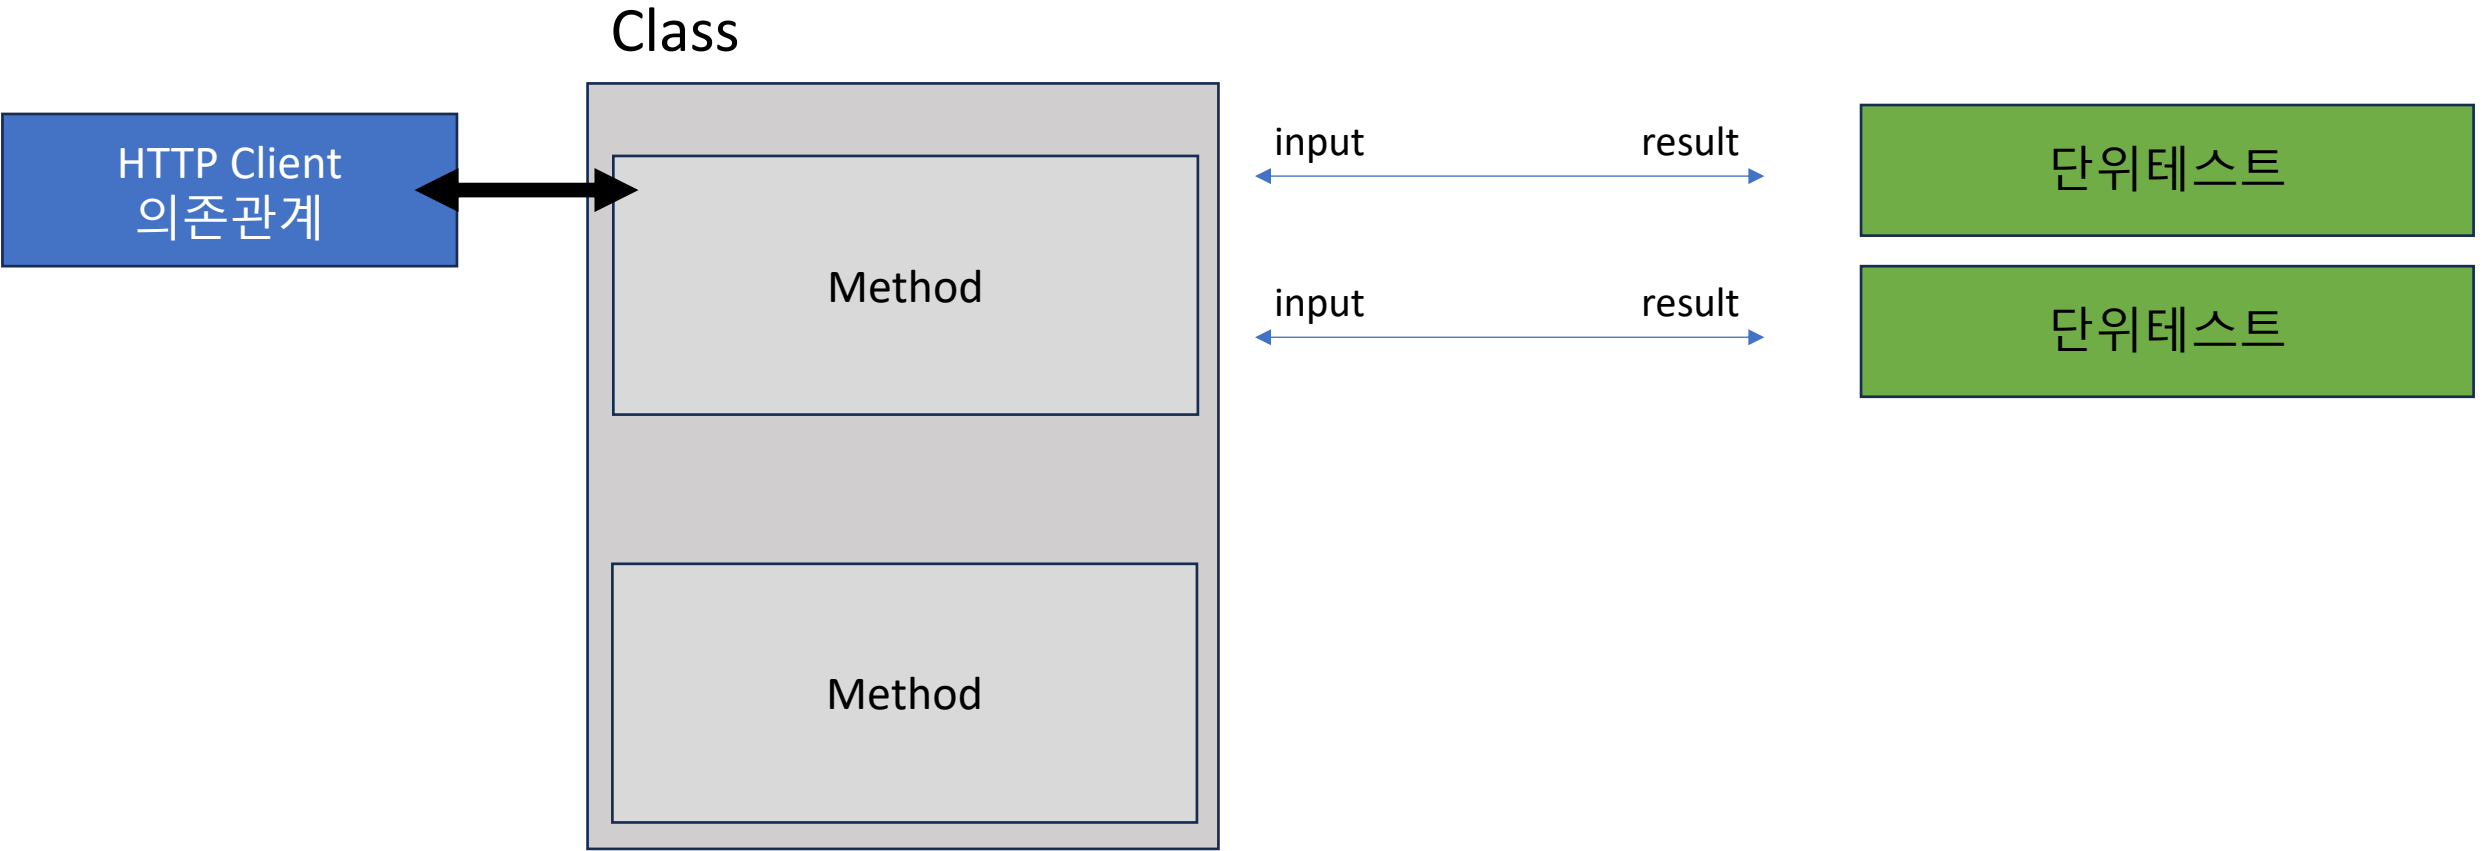 Class
HTTP Client
의존관계
Method
input
result
단위테스트
input
result
단위테스트
Method